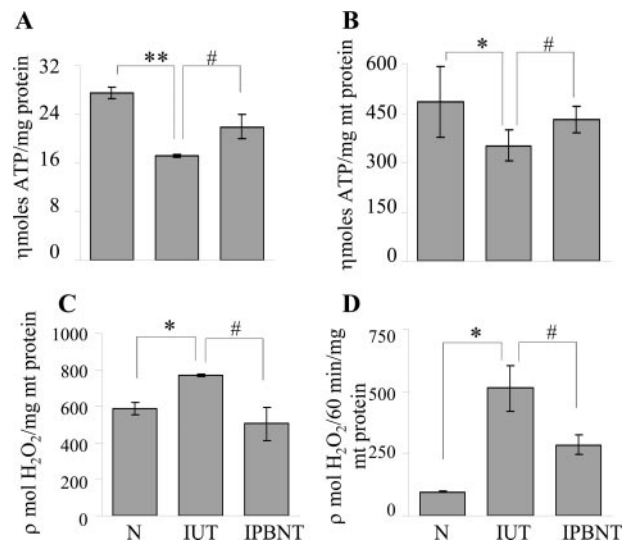 A
ηmoles ATP/mg protein
32
24
16
8
0
** #
B
ηmoles ATP/mg mt protein
600
450
300
150
0
* #
C
ρ mol H₂O₂/mg mt protein
1000
800
600
400
200
0
* #
N IUT IPBNT
D
ρ mol H₂O₂/60 min/mg
mt protein
750
500
250
0
* #
N IUT IPBNT